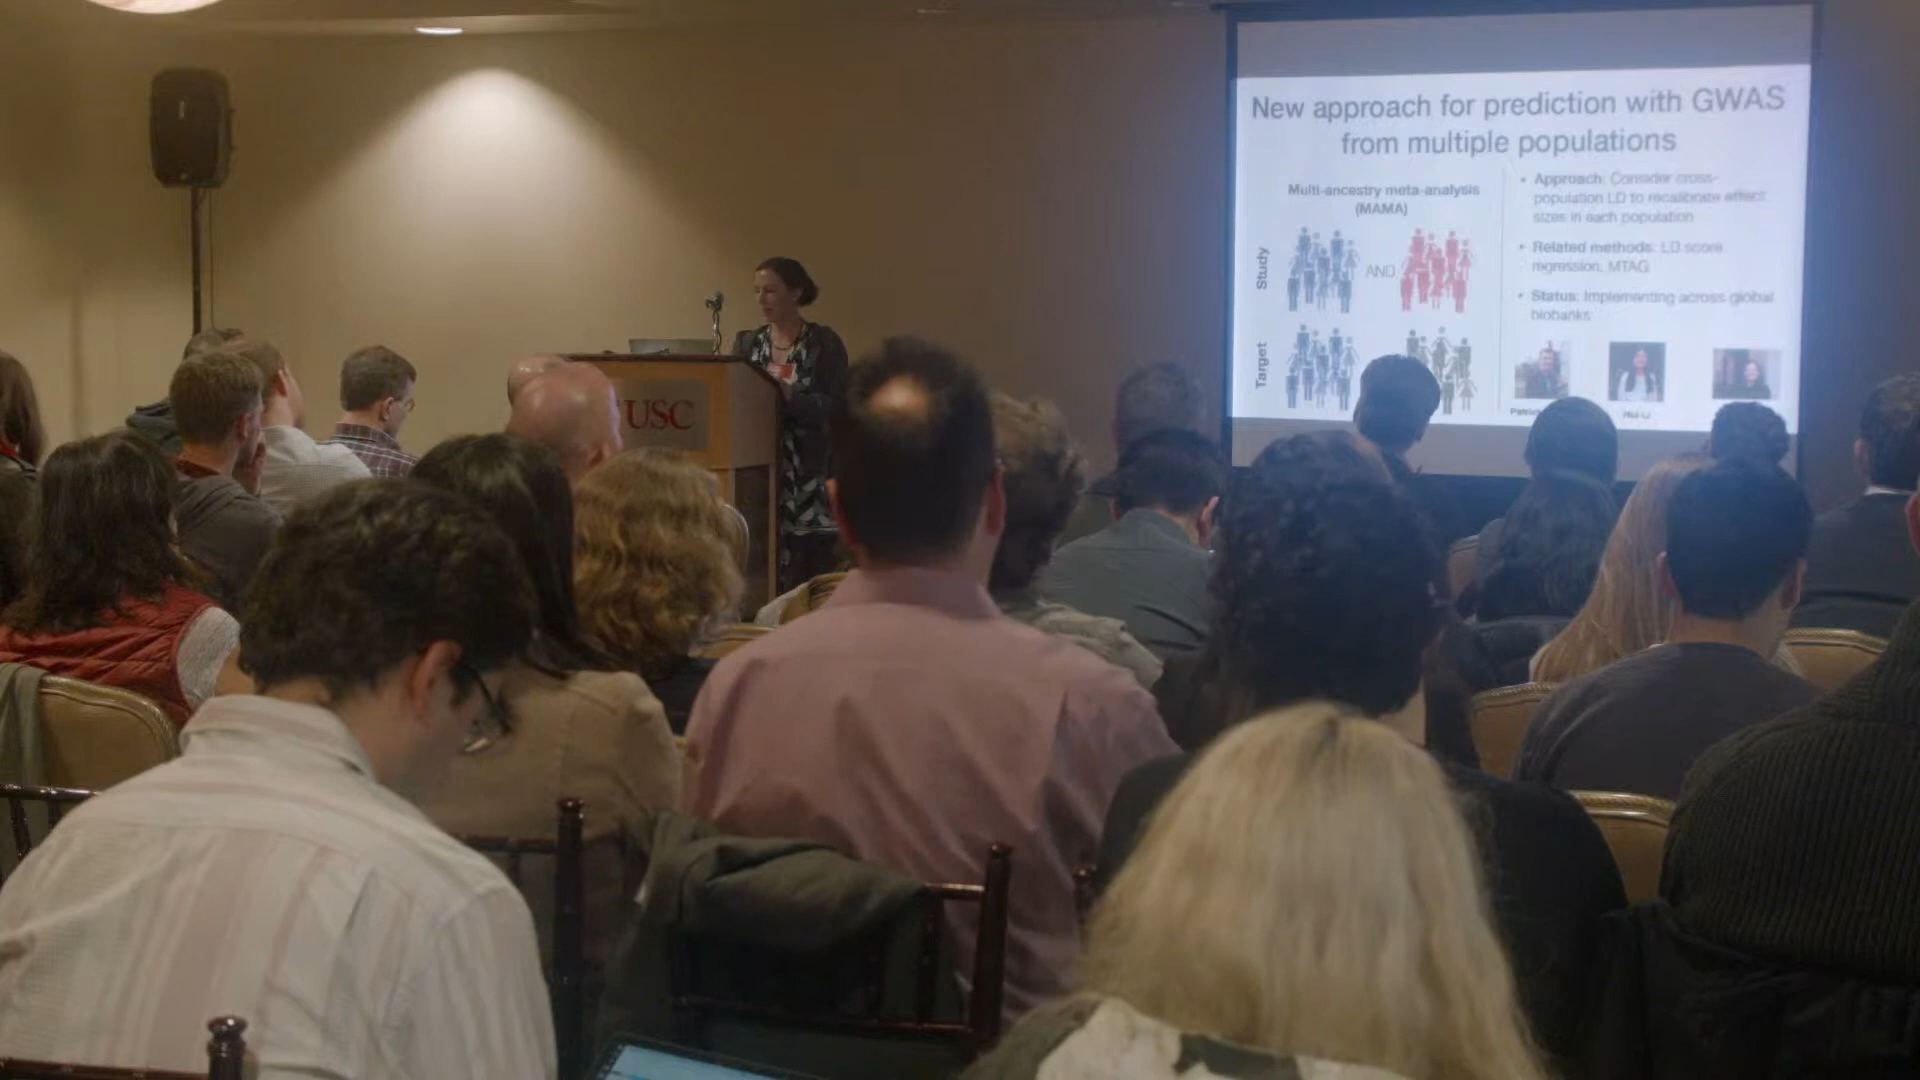 New approach for prediction with GWAS
from multiple populations
Multi-ancestry meta-analysis
(MAMA)
Study
AND
Target
• Approach: Consider cross-
population LD to recalibrate effect
sizes in each population
• Related methods: LD score
regression, MTAG
• Status: Implementing across global
biobanks
Hui Li
USC